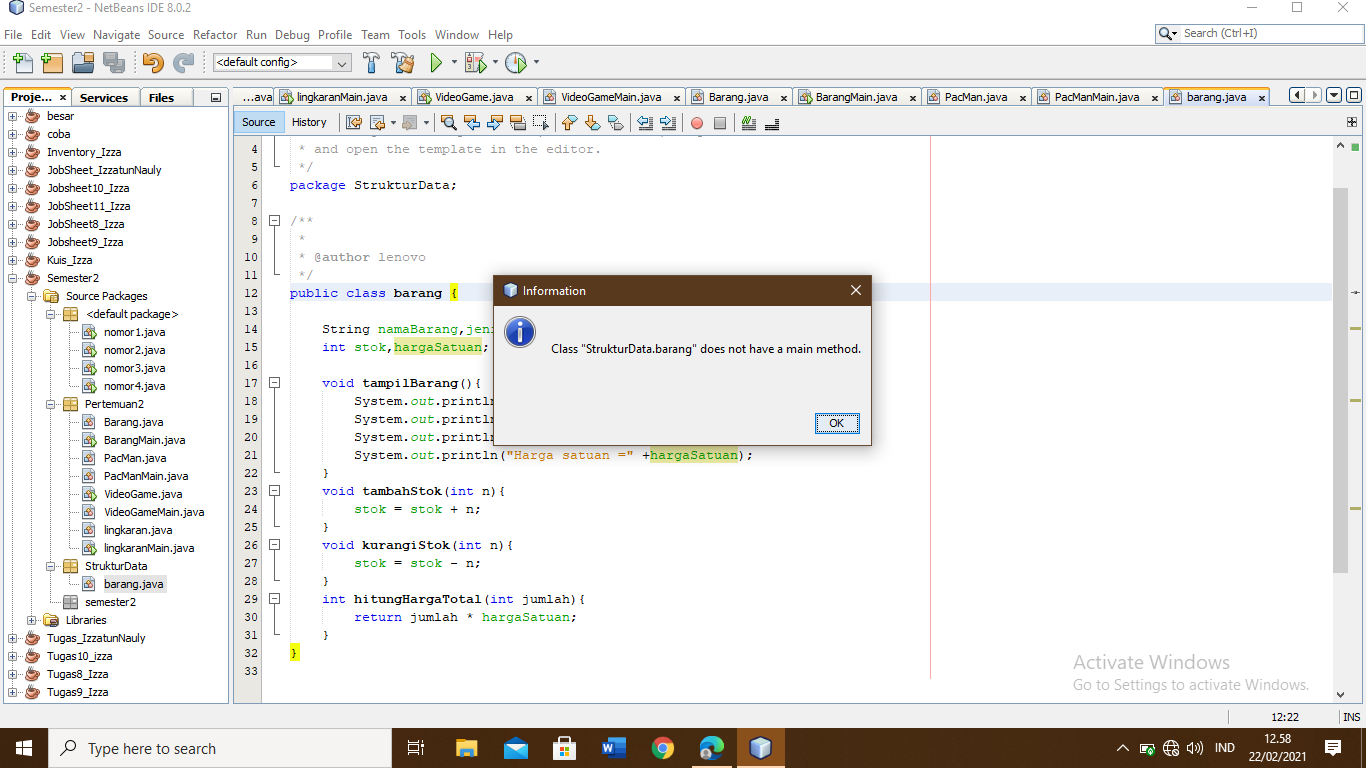 Semester2 - NetBeans IDE 8.0.2
File Edit View Navigate Source Refactor Run Debug Profile Team Tools Window Help
Search (Ctrl+I)
<default config>
Proje... × Services Files
...ava lingkaranMain.java VideoGame.java VideoGameMain.java Barang.java BarangMain.java PacMan.java PacManMain.java barang.java
Source History
besar
coba
Inventory_Izza
JobSheet_IzzatunNauly
Jobsheet10_Izza
JobSheet11_Izza
JobSheet8_Izza
Jobsheet9_Izza
Kuis_Izza
Semester2
Source Packages
<default package>
nomor1.java
nomor2.java
nomor3.java
nomor4.java
Pertemuan2
Barang.java
BarangMain.java
PacMan.java
PacManMain.java
VideoGame.java
VideoGameMain.java
lingkaran.java
lingkaranMain.java
StrukturData
barang.java
semester2
Libraries
Tugas_IzzatunNauly
Tugas10_izza
Tugas8_Izza
Tugas9_Izza
4 * and open the template in the editor.
5 */
6 package StrukturData;
7
8 /**
9 *
10 * @author lenovo
11 */
12 public class barang {
13
14 String namaBarang,jeni
15 int stok,hargaSatuan;
16
17 void tampilBarang(){
18 System.out.println
19 System.out.println
20 System.out.println
21 System.out.println("Harga satuan =" +hargaSatuan);
22 }
23 void tambahStok(int n){
24 stok = stok + n;
25 }
26 void kurangiStok(int n){
27 stok = stok - n;
28 }
29 int hitungHargaTotal(int jumlah){
30 return jumlah * hargaSatuan;
31 }
32 }
33
Information
Class "StrukturData.barang" does not have a main method.
OK
Activate Windows
Go to Settings to activate Windows.
12:22 INS
Type here to search
IND
12.58
22/02/2021